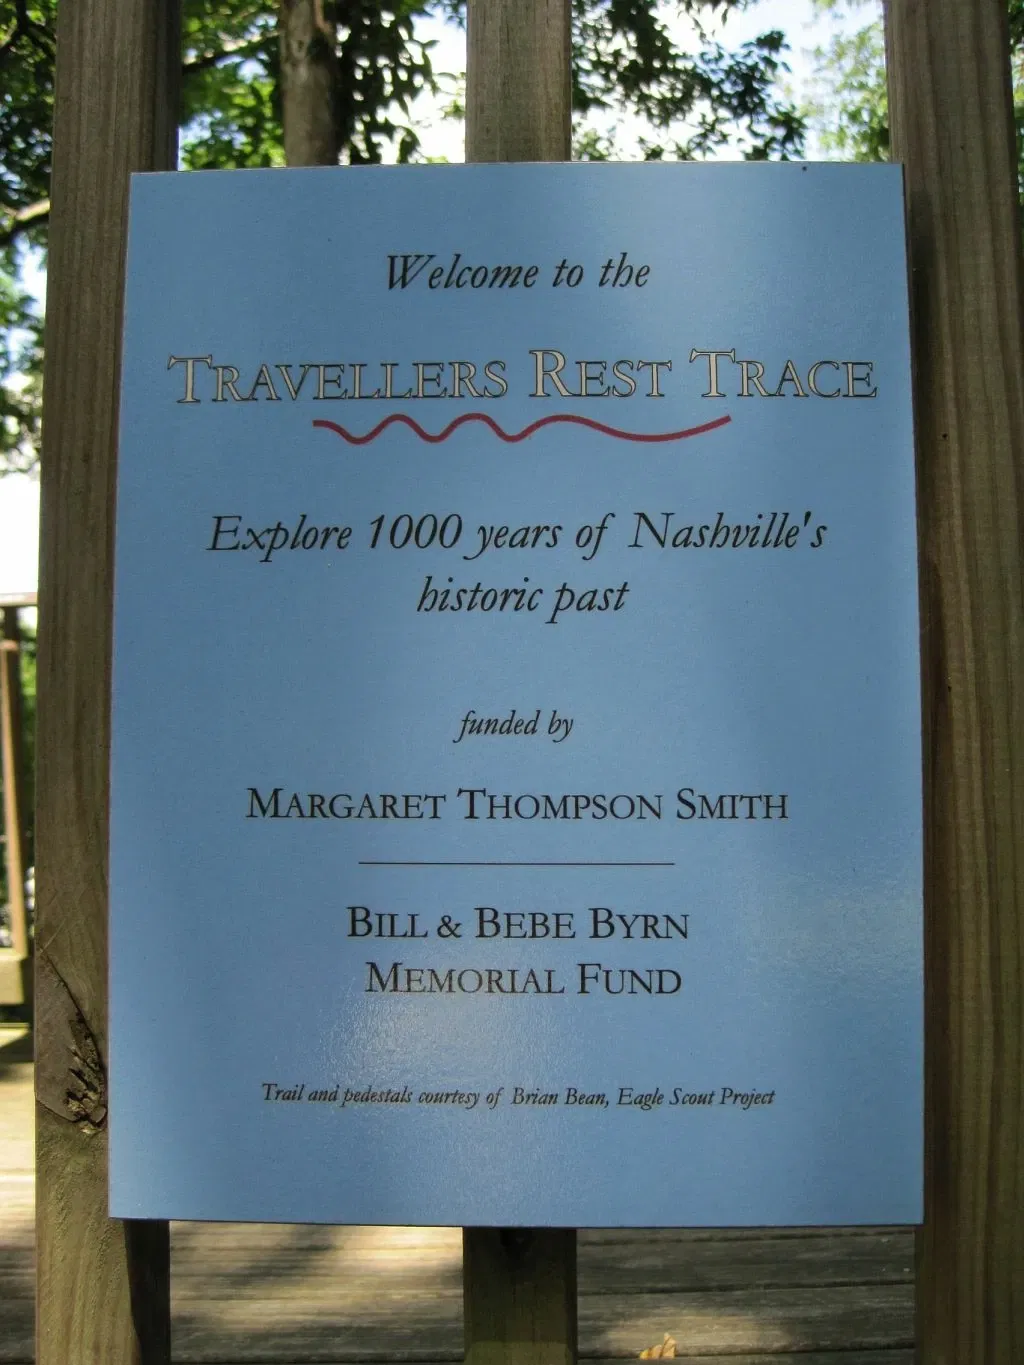 Welcome to the
TRAVELLERS REST TRACE
Explore 1000 years of Nashville's
historic past
funded by
MARGARET THOMPSON SMITH
BILL & BEBE BYRN
MEMORIAL FUND
Trail and pedestals courtesy of Brian Bean, Eagle Scout Project